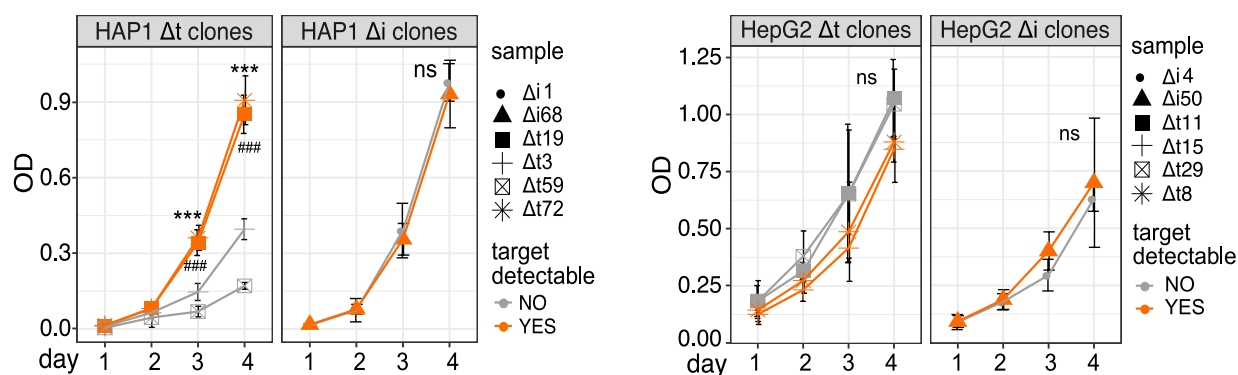 HAP1 Δt clones
HAP1 Δi clones
OD
0.9
0.6
0.3
0.0
***
###
***
###
ns
day
1 2 3 4
1 2 3 4
sample
Δi1
Δi68
Δt19
Δt3
Δt59
Δt72
target
detectable
NO
YES
HepG2 Δt clones
HepG2 Δi clones
OD
1.25
1.00
0.75
0.50
0.25
0.00
ns
ns
day
1 2 3 4
1 2 3 4
sample
Δi4
Δi50
Δt11
Δt15
Δt29
Δt8
target
detectable
NO
YES